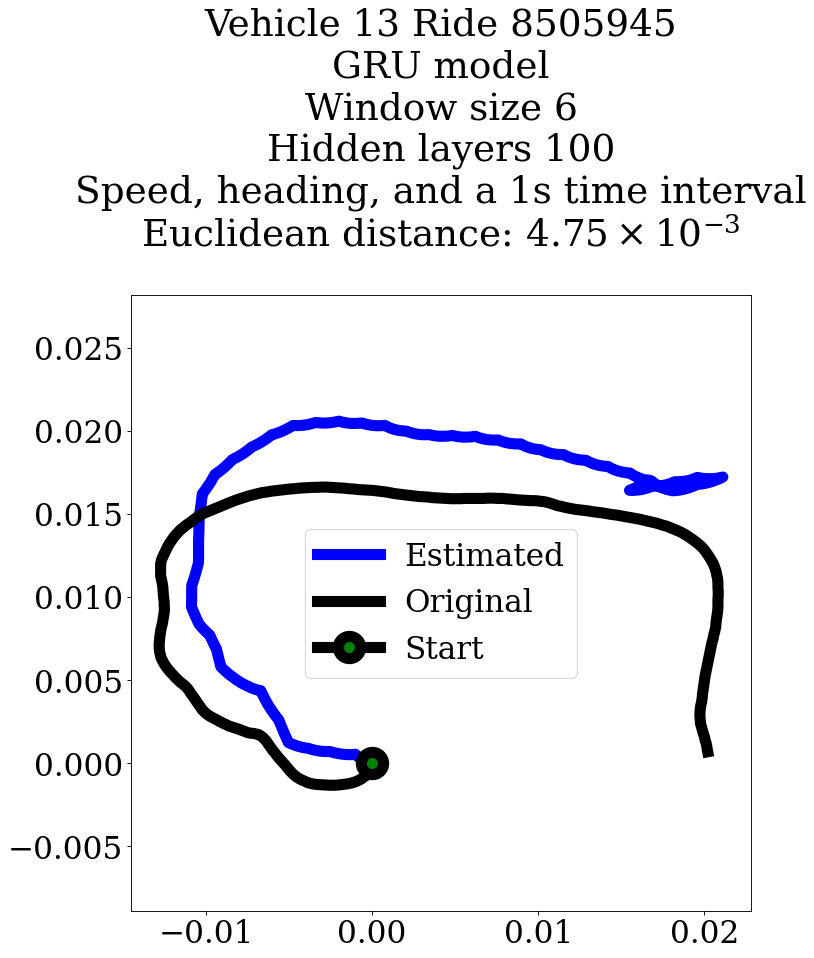 Vehicle 13 Ride 8505945
GRU model
Window size 6
Hidden layers 100
Speed, heading, and a 1s time interval
Euclidean distance: 4.75 × 10⁻³
0.025
0.020
0.015
0.010
0.005
0.000
−0.005
Estimated
Original
Start
−0.01
0.00
0.01
0.02